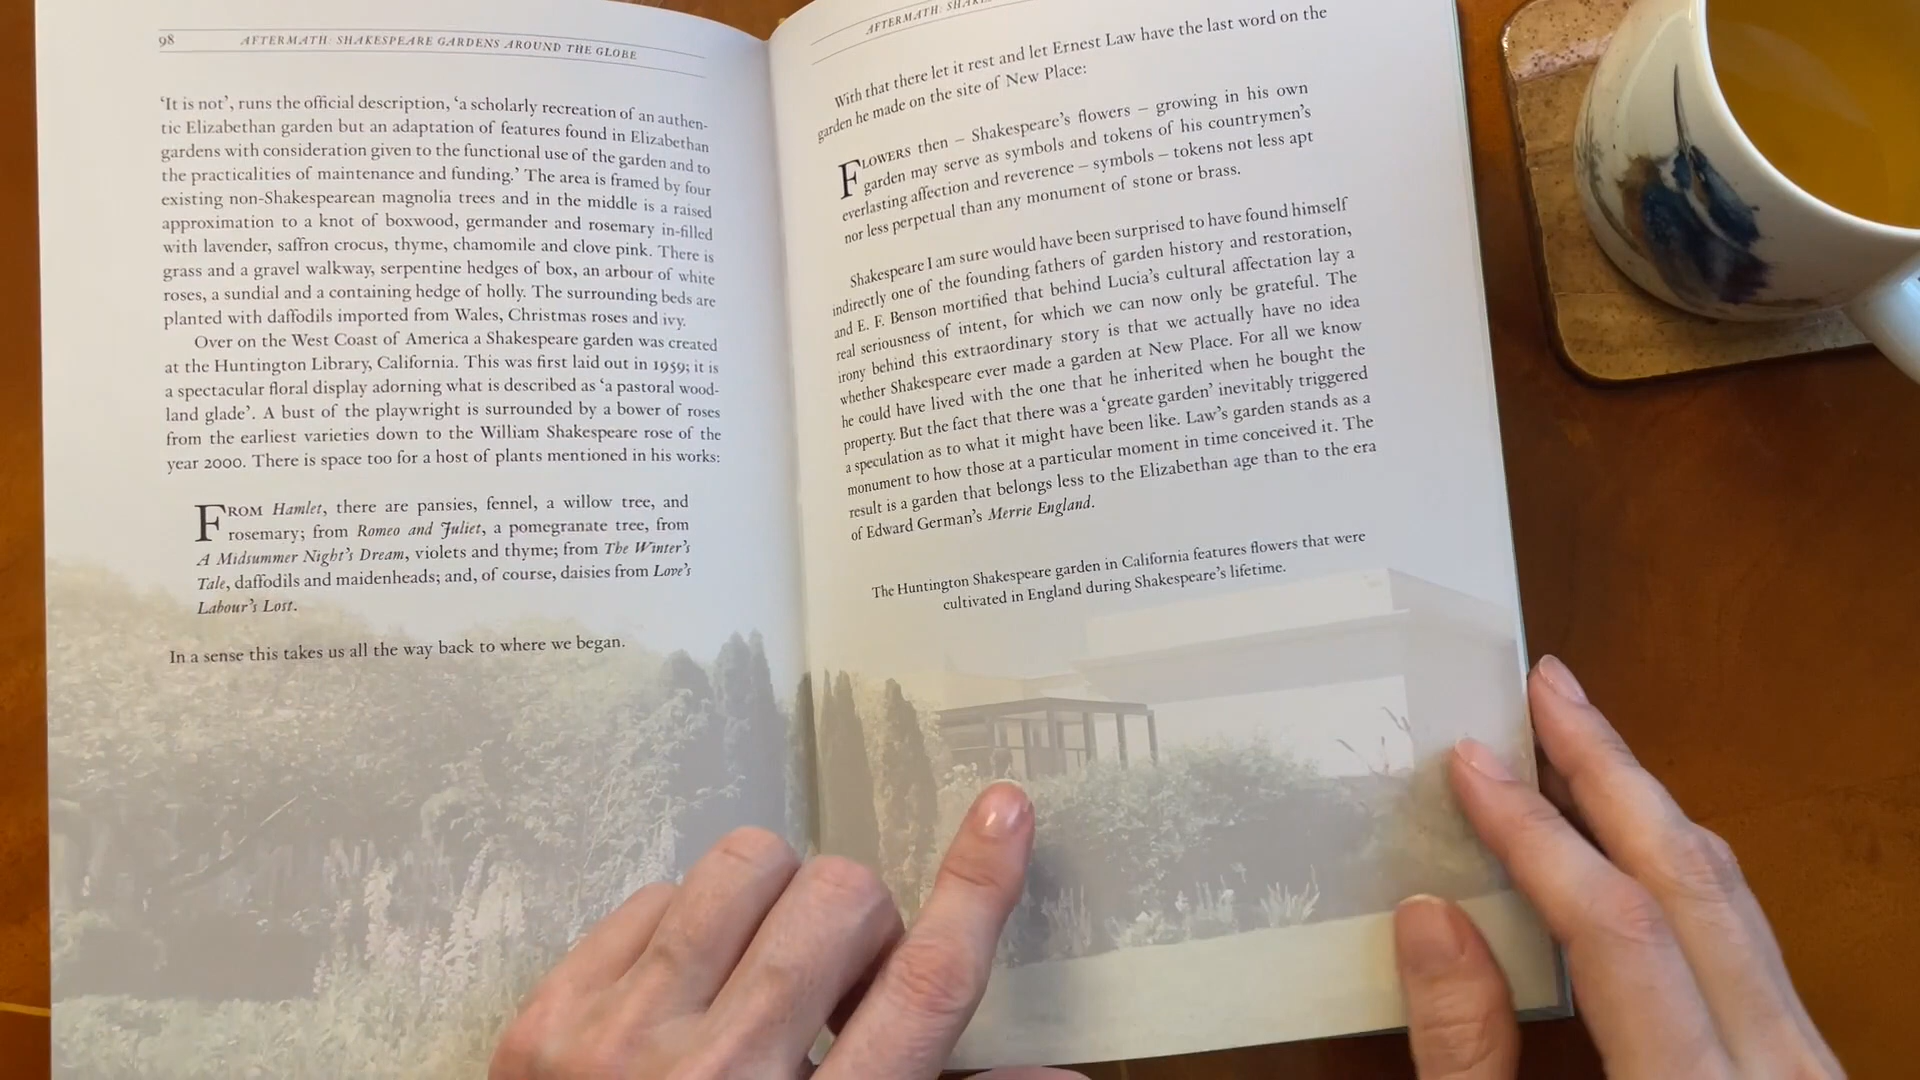 98
AFTERMATH: SHAKESPEARE GARDENS AROUND THE GLOBE
‘It is not’, runs the official description, ‘a scholarly recreation of an authen-
tic Elizabethan garden but an adaptation of features found in Elizabethan
gardens with consideration given to the functional use of the garden and to
the practicalities of maintenance and funding.’ The area is framed by four
existing non-Shakespearean magnolia trees and in the middle is a raised
approximation to a knot of boxwood, germander and rosemary in-filled
with lavender, saffron crocus, thyme, chamomile and clove pink. There is
grass and a gravel walkway, serpentine hedges of box, an arbour of white
roses, a sundial and a containing hedge of holly. The surrounding beds are
planted with daffodils imported from Wales, Christmas roses and ivy.
Over on the West Coast of America a Shakespeare garden was created
at the Huntington Library, California. This was first laid out in 1959; it is
a spectacular floral display adorning what is described as ‘a pastoral wood-
land glade’. A bust of the playwright is surrounded by a bower of roses
from the earliest varieties down to the William Shakespeare rose of the
year 2000. There is space too for a host of plants mentioned in his works:
FROM Hamlet, there are pansies, fennel, a willow tree, and
rosemary; from Romeo and Juliet, a pomegranate tree, from
A Midsummer Night’s Dream, violets and thyme; from The Winter’s
Tale, daffodils and maidenheads; and, of course, daisies from Love’s
Labour’s Lost.
In a sense this takes us all the way back to where we began.
AFTERMATH:
With that there let it rest and let Ernest Law have the last word on the
garden he made on the site of New Place:
FLOWERS then – Shakespeare’s flowers – growing in his own
garden may serve as symbols and tokens of his countrymen’s
everlasting affection and reverence – symbols – tokens not less apt
nor less perpetual than any monument of stone or brass.
Shakespeare I am sure would have been surprised to have found himself
indirectly one of the founding fathers of garden history and restoration,
and E. F. Benson mortified that behind Lucia’s cultural affectation lay a
real seriousness of intent, for which we can now only be grateful. The
irony behind this extraordinary story is that we actually have no idea
whether Shakespeare ever made a garden at New Place. For all we know
he could have lived with the one that he inherited when he bought the
property. But the fact that there was a ‘greate garden’ inevitably triggered
a speculation as to what it might have been like. Law’s garden stands as a
monument to how those at a particular moment in time conceived it. The
result is a garden that belongs less to the Elizabethan age than to the era
of Edward German’s Merrie England.
The Huntington Shakespeare garden in California features flowers that were
cultivated in England during Shakespeare’s lifetime.